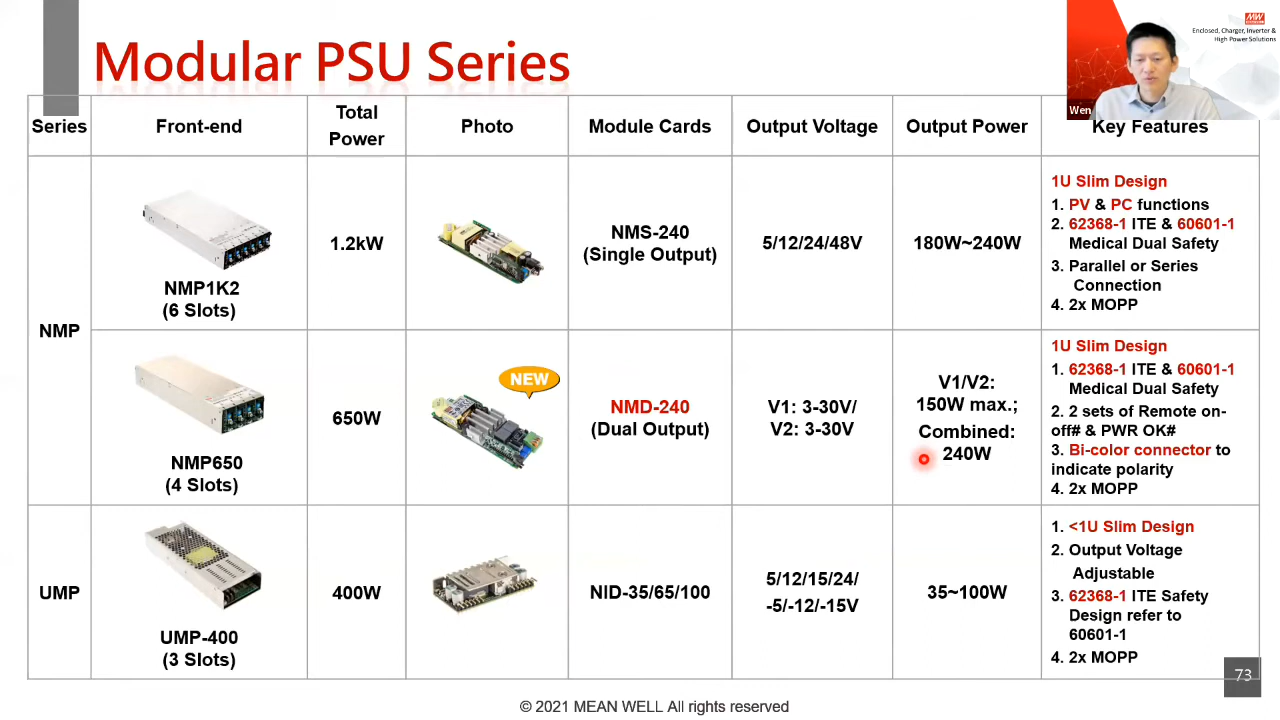 Modular PSU Series
MW
Enclosed, Charger, Inverter &
High Power Solutions
Wen
Series
Front-end
Total
Power
Photo
Module Cards
Output Voltage
Output Power
Key Features
NMP
NMP1K2
(6 Slots)
1.2kW
NMS-240
(Single Output)
5/12/24/48V
180W~240W
1U Slim Design
1. PV & PC functions
2. 62368-1 ITE & 60601-1
Medical Dual Safety
3. Parallel or Series
Connection
4. 2x MOPP
NMP650
(4 Slots)
650W
NEW
NMD-240
(Dual Output)
V1: 3-30V/
V2: 3-30V
V1/V2:
150W max.;
Combined:
240W
1U Slim Design
1. 62368-1 ITE & 60601-1
Medical Dual Safety
2. 2 sets of Remote on-
off# & PWR OK#
3. Bi-color connector to
indicate polarity
4. 2x MOPP
UMP
UMP-400
(3 Slots)
400W
NID-35/65/100
5/12/15/24/
-5/-12/-15V
35~100W
1. <1U Slim Design
2. Output Voltage
Adjustable
3. 62368-1 ITE Safety
Design refer to
60601-1
4. 2x MOPP
73
© 2021 MEAN WELL All rights reserved